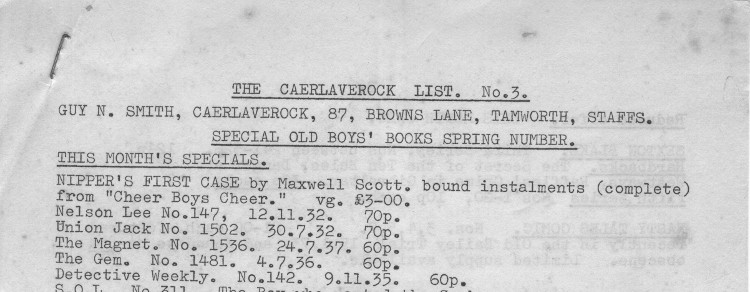 THE CAERLAVEROCK LIST. No.3.
GUY N. SMITH, CAERLAVEROCK, 87, BROWNS LANE, TAMWORTH, STAFFS.
SPECIAL OLD BOYS' BOOKS SPRING NUMBER.
THIS MONTH'S SPECIALS.
NIPPER'S FIRST CASE by Maxwell Scott. bound instalments (complete)
from "Cheer Boys Cheer." vg. £3-00.
Nelson Lee No.147, 12.11.32. 70p.
Union Jack No. 1502. 30.7.32. 70p.
The Magnet. No. 1536. 24.7.37. 60p.
The Gem. No. 1481. 4.7.36. 60p.
Detective Weekly. No.142. 9.11.35. 60p.
S.O.L. No.311. The Boy